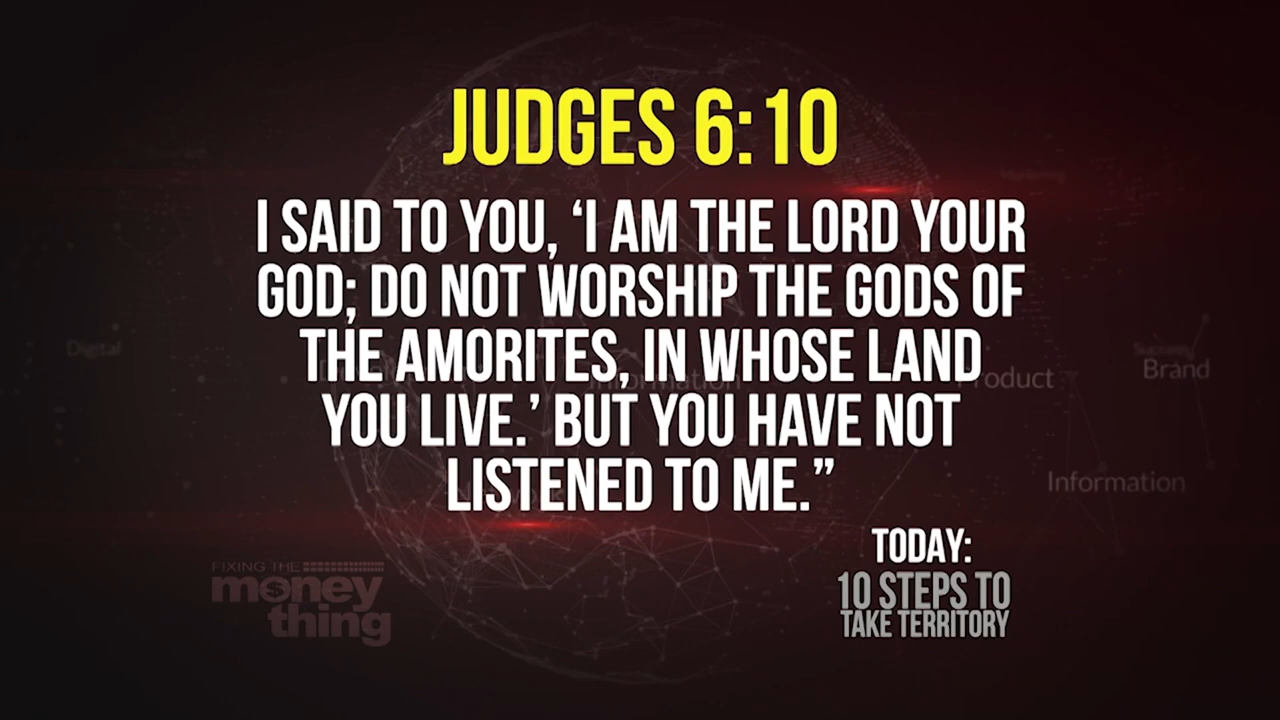 JUDGES 6:10
I SAID TO YOU, ‘I AM THE LORD YOUR
GOD; DO NOT WORSHIP THE GODS OF
THE AMORITES, IN WHOSE LAND
YOU LIVE.’ BUT YOU HAVE NOT
LISTENED TO ME.”
Digital
Information
Product
Brand
Information
TODAY:
10 STEPS TO
TAKE TERRITORY
FIXING THE
money
thing